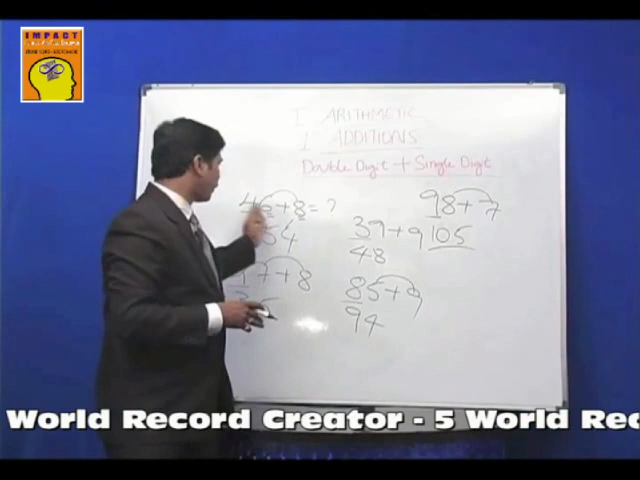 IMPACT
I ARITHMETIC
1 ADDITIONS
Double Digit + Single Digit
46+8=?
54
17+8
39+9
48
98+7
105
85+9
94
World Record Creator - 5 World Rec